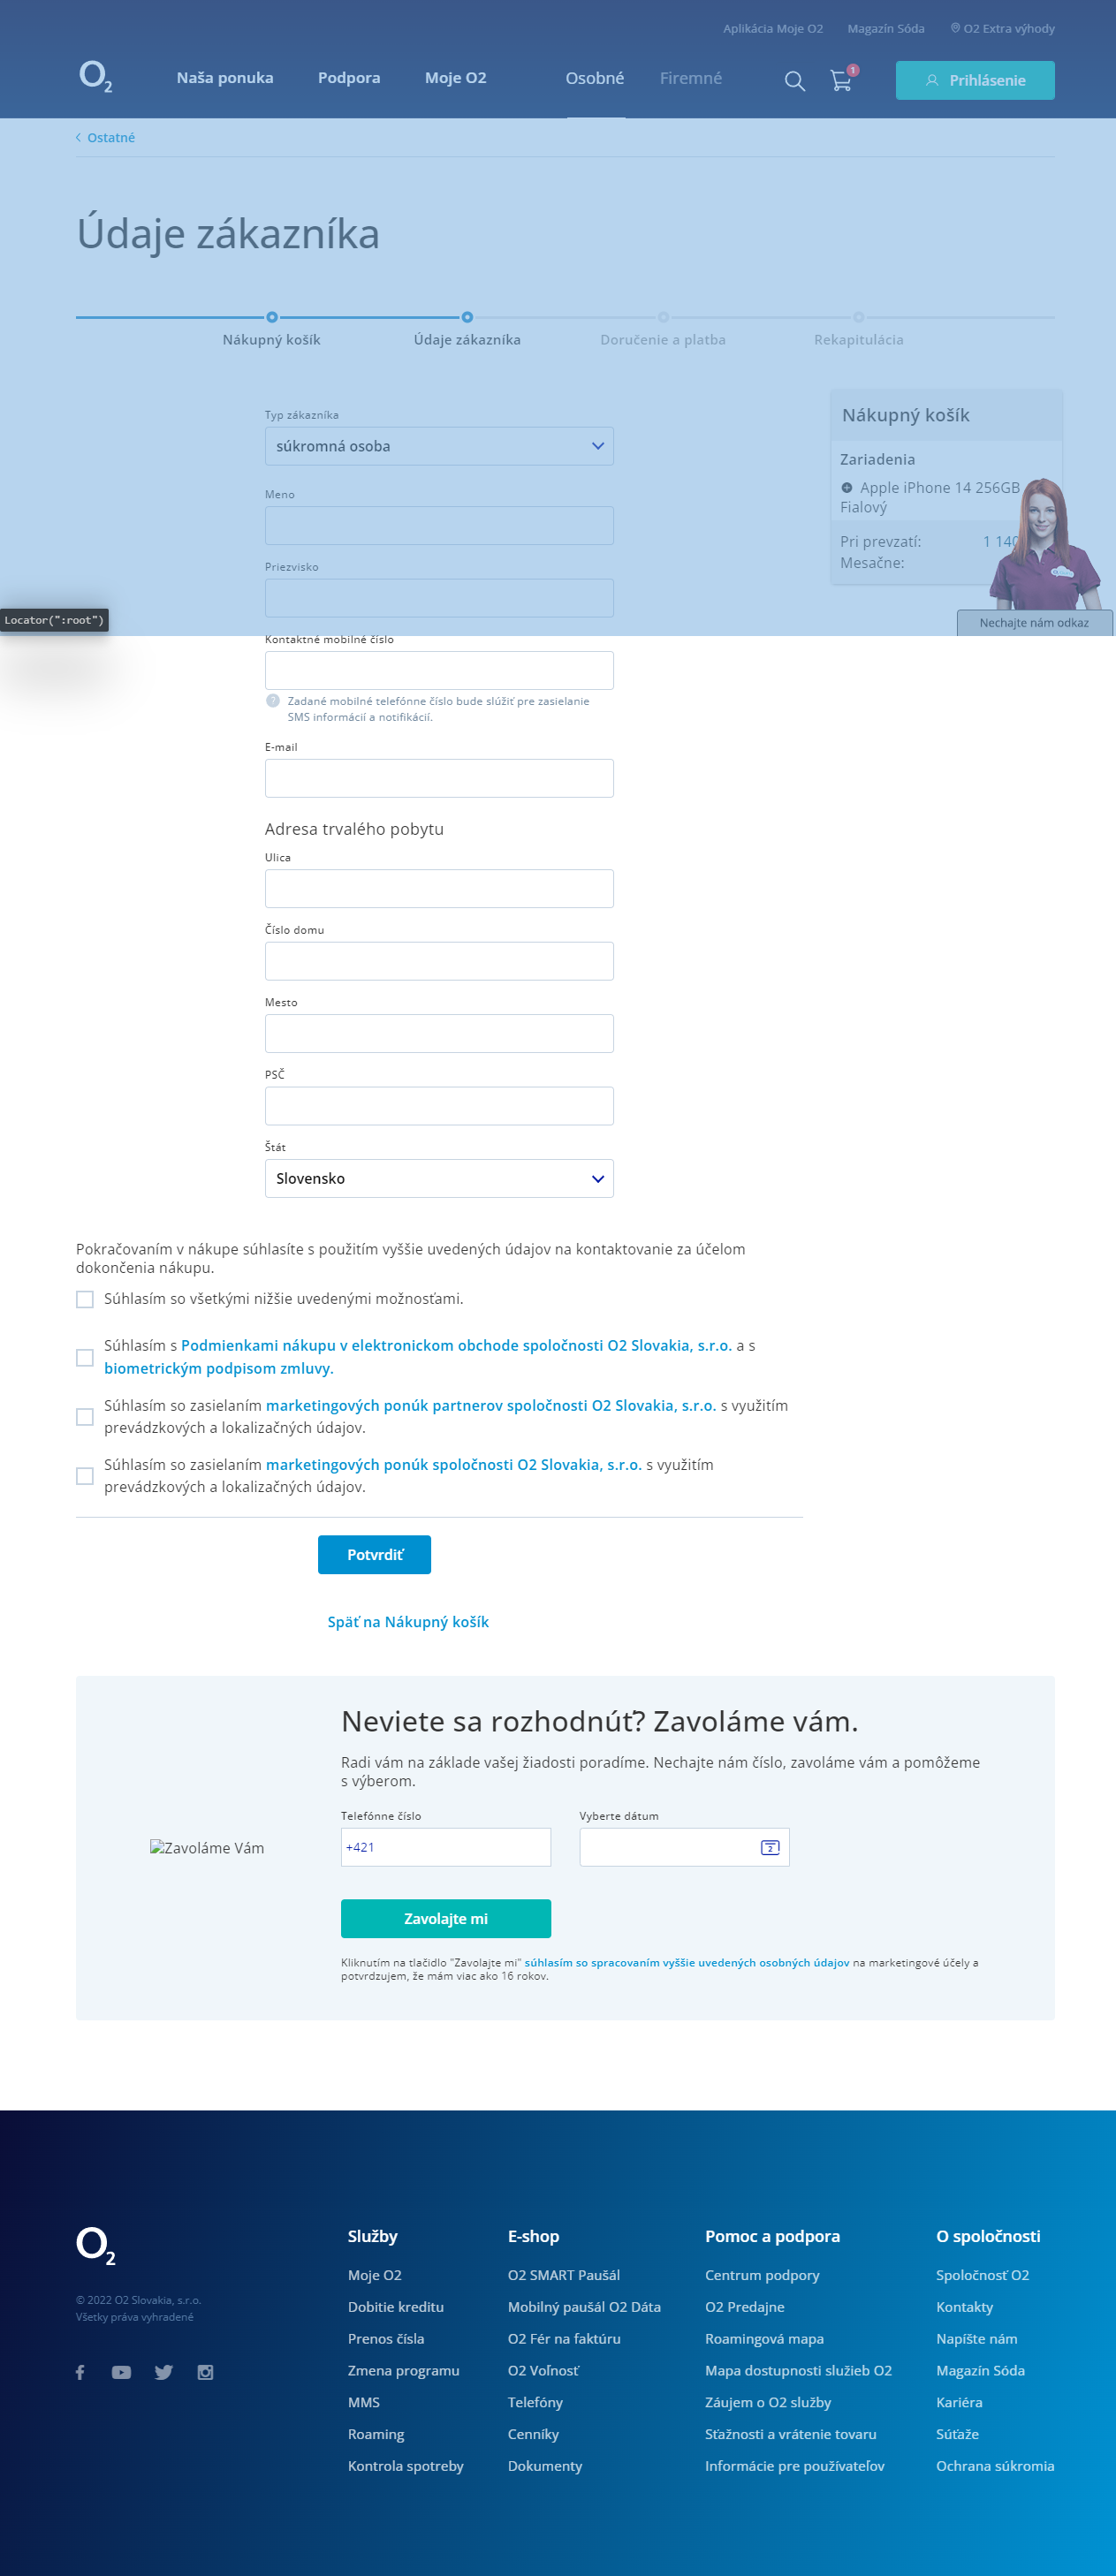 Aplikácia Moje O2 Magazín Sóda O2 Extra výhody
O2 Naša ponuka Podpora Moje O2 Osobné Firemné 1 Prihlásenie
Ostatné
Údaje zákazníka
Nákupný košík Údaje zákazníka Doručenie a platba Rekapitulácia
Nákupný košík
Typ zákazníka
súkromná osoba
Zariadenia
Apple iPhone 14 256GB
Fialový
Meno
Pri prevzatí: 1 140
Mesačne:
Priezvisko
Locator(":root")
Nechajte nám odkaz
Kontaktné mobilné číslo
? Zadané mobilné telefónne číslo bude slúžiť pre zasielanie
SMS informácií a notifikácií.
E-mail
Adresa trvalého pobytu
Ulica
Číslo domu
Mesto
PSČ
Štát
Slovensko
Pokračovaním v nákupe súhlasíte s použitím vyššie uvedených údajov na kontaktovanie za účelom
dokončenia nákupu.
Súhlasím so všetkými nižšie uvedenými možnosťami.
Súhlasím s Podmienkami nákupu v elektronickom obchode spoločnosti O2 Slovakia, s.r.o. a s
biometrickým podpisom zmluvy.
Súhlasím so zasielaním marketingových ponúk partnerov spoločnosti O2 Slovakia, s.r.o. s využitím
prevádzkových a lokalizačných údajov.
Súhlasím so zasielaním marketingových ponúk spoločnosti O2 Slovakia, s.r.o. s využitím
prevádzkových a lokalizačných údajov.
Potvrdiť
Späť na Nákupný košík
Neviete sa rozhodnúť? Zavoláme vám.
Radi vám na základe vašej žiadosti poradíme. Nechajte nám číslo, zavoláme vám a pomôžeme
s výberom.
Telefónne číslo Vyberte dátum
Zavoláme Vám
+421 2
Zavolajte mi
Kliknutím na tlačidlo "Zavolajte mi" súhlasím so spracovaním vyššie uvedených osobných údajov na marketingové účely a
potvrdzujem, že mám viac ako 16 rokov.
O2
© 2022 O2 Slovakia, s.r.o.
Všetky práva vyhradené
Služby
Moje O2
Dobitie kreditu
Prenos čísla
Zmena programu
MMS
Roaming
Kontrola spotreby
E-shop
O2 SMART Paušál
Mobilný paušál O2 Dáta
O2 Fér na faktúru
O2 Voľnosť
Telefóny
Cenníky
Dokumenty
Pomoc a podpora
Centrum podpory
O2 Predajne
Roamingová mapa
Mapa dostupnosti služieb O2
Záujem o O2 služby
Sťažnosti a vrátenie tovaru
Informácie pre používateľov
O spoločnosti
Spoločnosť O2
Kontakty
Napíšte nám
Magazín Sóda
Kariéra
Súťaže
Ochrana súkromia